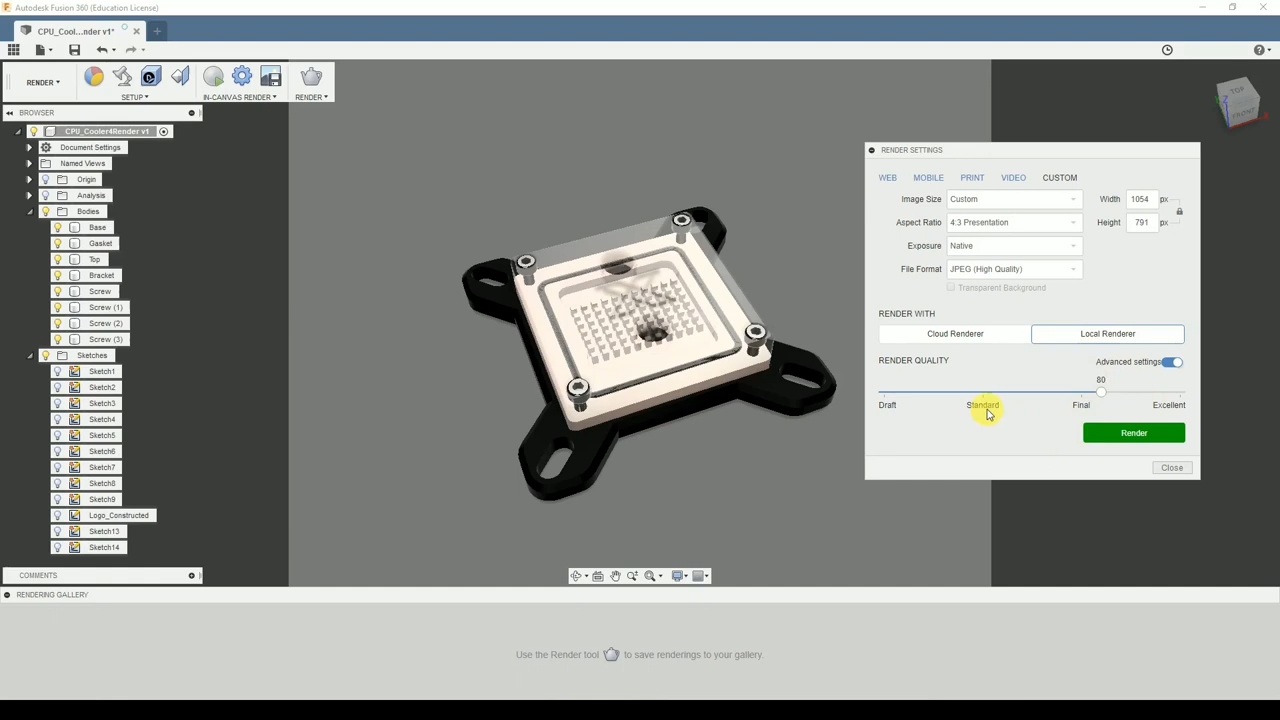 Autodesk Fusion 360 (Education License)
CPU_Cool...nder v1*
RENDER
SETUP
IN-CANVAS RENDER
RENDER
BROWSER
CPU_Cooler4Render v1
Document Settings
Named Views
Origin
Analysis
Bodies
Base
Gasket
Top
Bracket
Screw
Screw (1)
Screw (2)
Screw (3)
Sketches
Sketch1
Sketch2
Sketch3
Sketch4
Sketch5
Sketch6
Sketch7
Sketch8
Sketch9
Logo_Constructed
Sketch13
Sketch14
COMMENTS
TOP
FRONT
Z
X
RENDER SETTINGS
WEB MOBILE PRINT VIDEO CUSTOM
Image Size Custom Width 1054 px
Aspect Ratio 4:3 Presentation Height 791 px
Exposure Native
File Format JPEG (High Quality)
Transparent Background
RENDER WITH
Cloud Renderer Local Renderer
RENDER QUALITY Advanced settings
80
Draft Standard Final Excellent
Render
Close
RENDERING GALLERY
Use the Render tool to save renderings to your gallery.